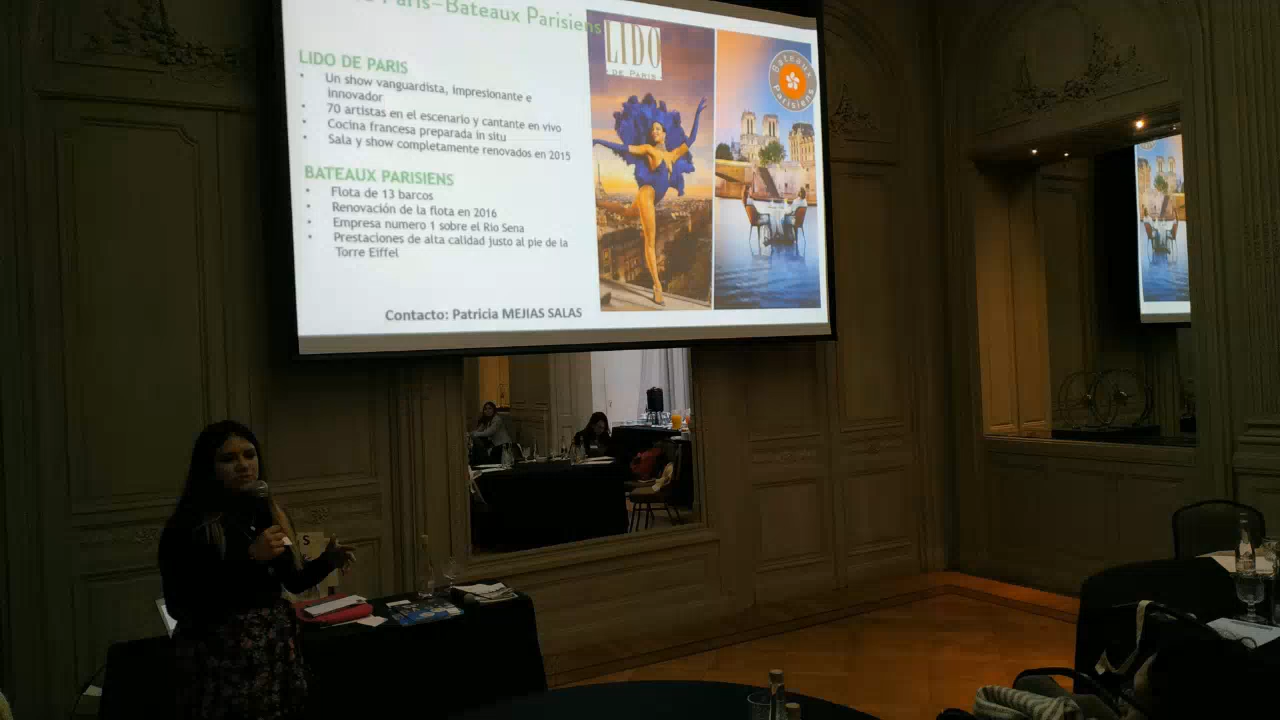 Paris-Bateaux Parisiens
LIDO DE PARIS
• Un show vanguardista, impresionante e
innovador
• 70 artistas en el escenario y cantante en vivo
• Cocina francesa preparada in situ
• Sala y show completamente renovados en 2015
BATEAUX PARISIENS
• Flota de 13 barcos
• Renovación de la flota en 2016
• Empresa numero 1 sobre el Rio Sena
• Prestaciones de alta calidad justo al pie de la
Torre Eiffel
Contacto: Patricia MEJIAS SALAS
LIDO
DE PARIS
Bateaux
Parisiens